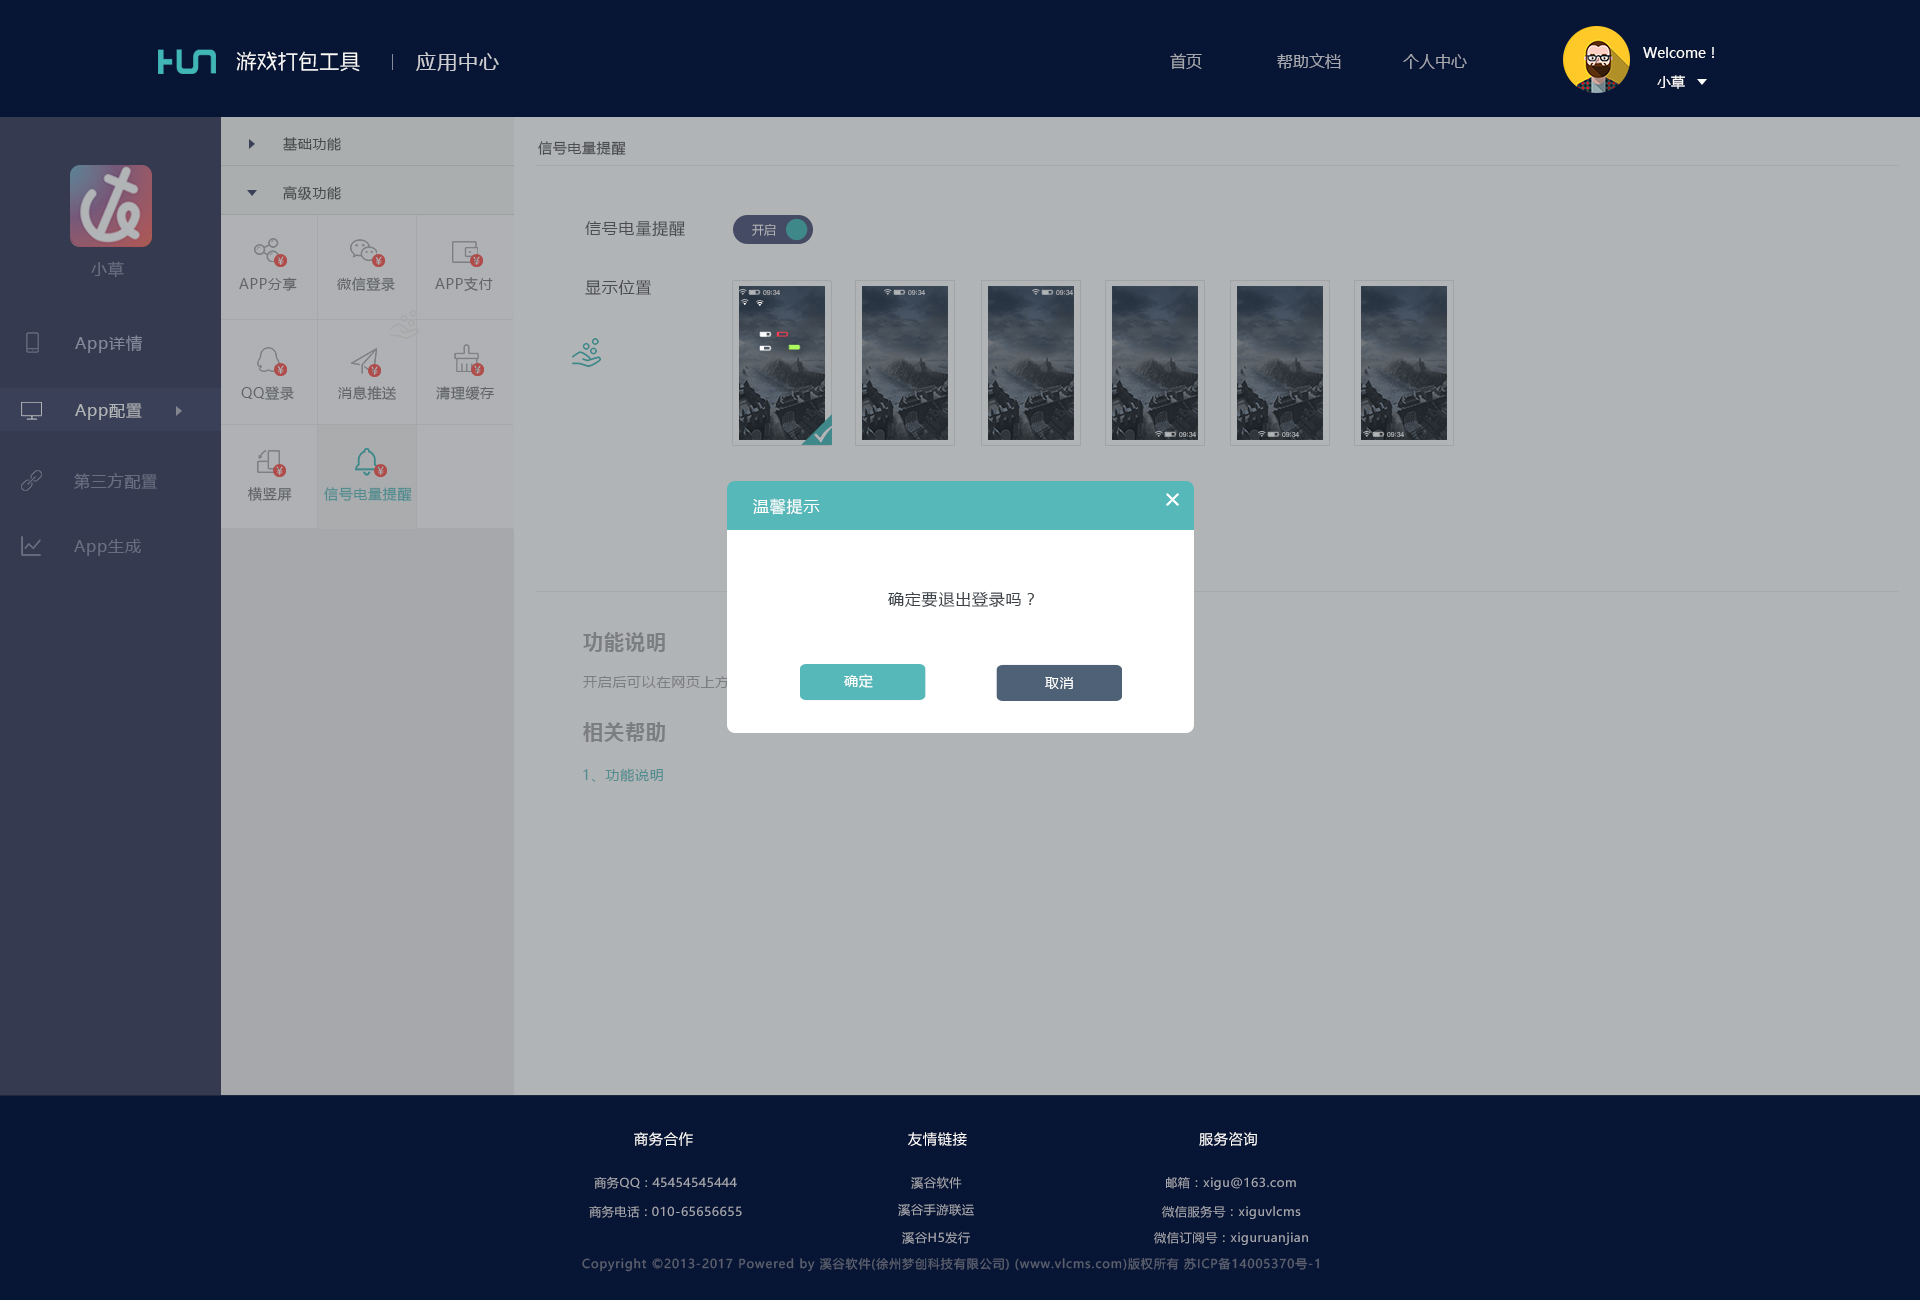 HUN 游戏打包工具 | 应用中心
首页 帮助文档 个人中心
Welcome !
小草
小草
App详情
App配置
第三方配置
App生成
基础功能
高级功能
APP分享 微信登录 APP支付
QQ登录 消息推送 清理缓存
横竖屏 信号电量提醒
信号电量提醒
信号电量提醒 开启
显示位置
09:34 09:34 09:34
09:34 09:34 09:34
温馨提示
确定要退出登录吗？
确定 取消
功能说明
开启后可以在网页上方
相关帮助
1、功能说明
商务合作
商务QQ：45454545444
商务电话：010-65656655
友情链接
溪谷软件
溪谷手游联运
溪谷H5发行
服务咨询
邮箱：xigu@163.com
微信服务号：xiguvlcms
微信订阅号：xiguruanjian
Copyright ©2013-2017 Powered by 溪谷软件(徐州梦创科技有限公司) (www.vlcms.com)版权所有 苏ICP备14005370号-1